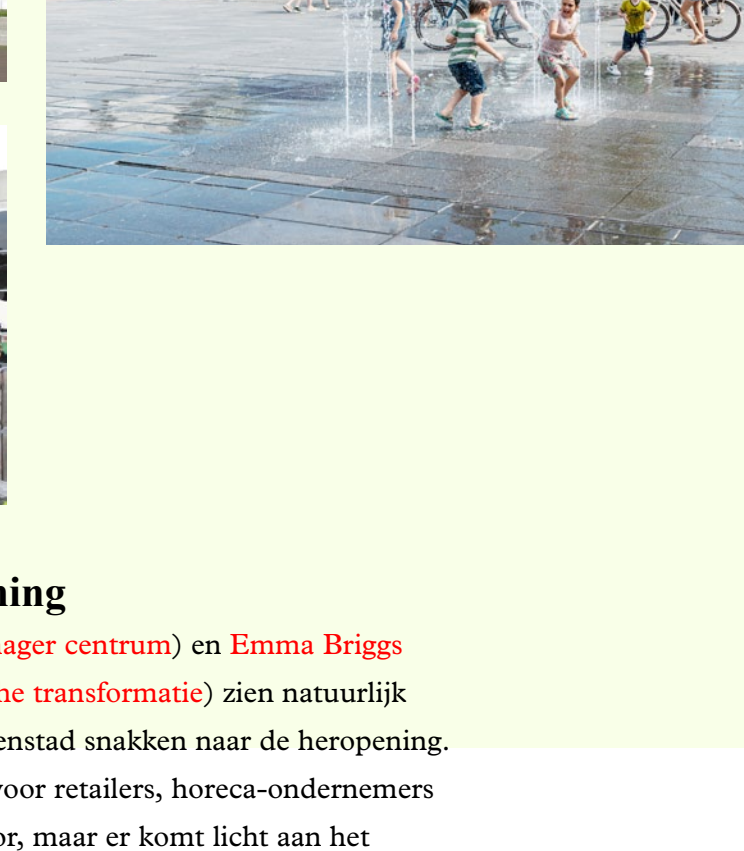 ning
ager centrum) en Emma Briggs
he transformatie) zien natuurlijk
enstad snakken naar de heropening.
voor retailers, horeca-ondernemers
or, maar er komt licht aan het